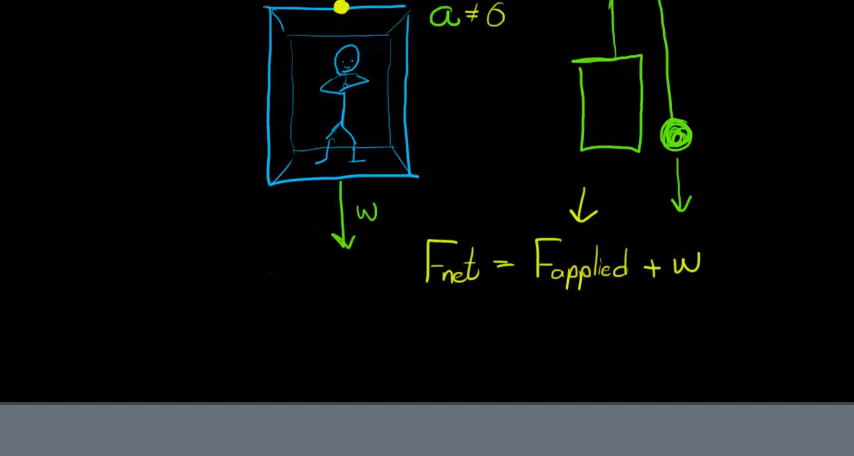 a ≠ 0
w
Fnet = Fapplied + w